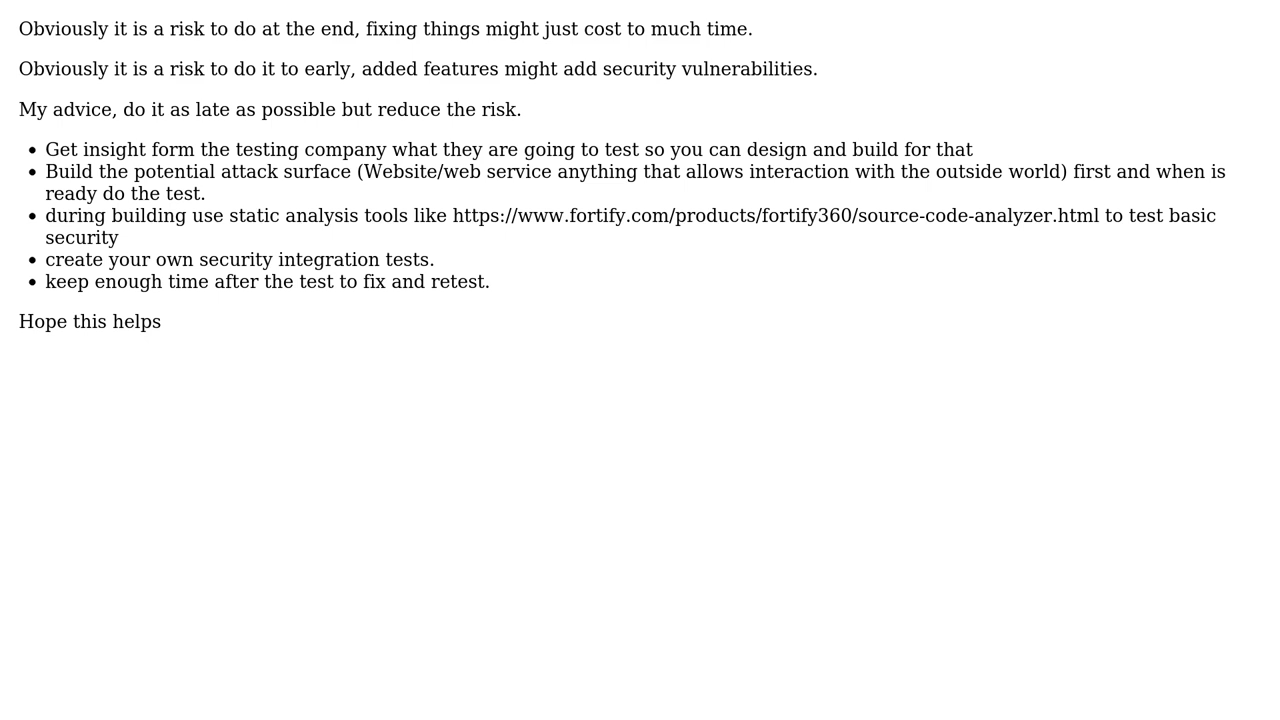 Obviously it is a risk to do at the end, fixing things might just cost to much time.
Obviously it is a risk to do it to early, added features might add security vulnerabilities.
My advice, do it as late as possible but reduce the risk.
• Get insight form the testing company what they are going to test so you can design and build for that
• Build the potential attack surface (Website/web service anything that allows interaction with the outside world) first and when is
ready do the test.
• during building use static analysis tools like https://www.fortify.com/products/fortify360/source-code-analyzer.html to test basic
security
• create your own security integration tests.
• keep enough time after the test to fix and retest.
Hope this helps